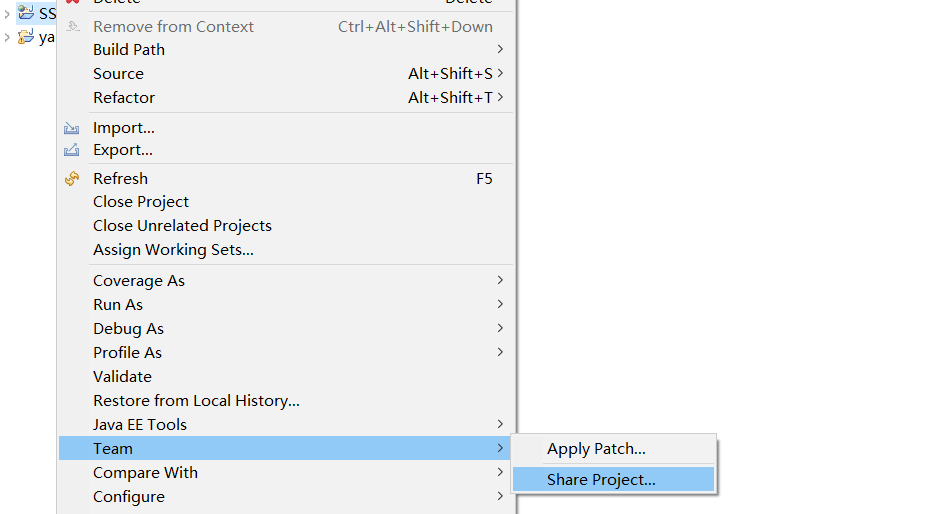 SS
Delete Delete
ya
Remove from Context Ctrl+Alt+Shift+Down
Build Path
Source Alt+Shift+S
Refactor Alt+Shift+T
Import...
Export...
Refresh F5
Close Project
Close Unrelated Projects
Assign Working Sets...
Coverage As
Run As
Debug As
Profile As
Validate
Restore from Local History...
Java EE Tools
Team
Apply Patch...
Compare With
Share Project...
Configure